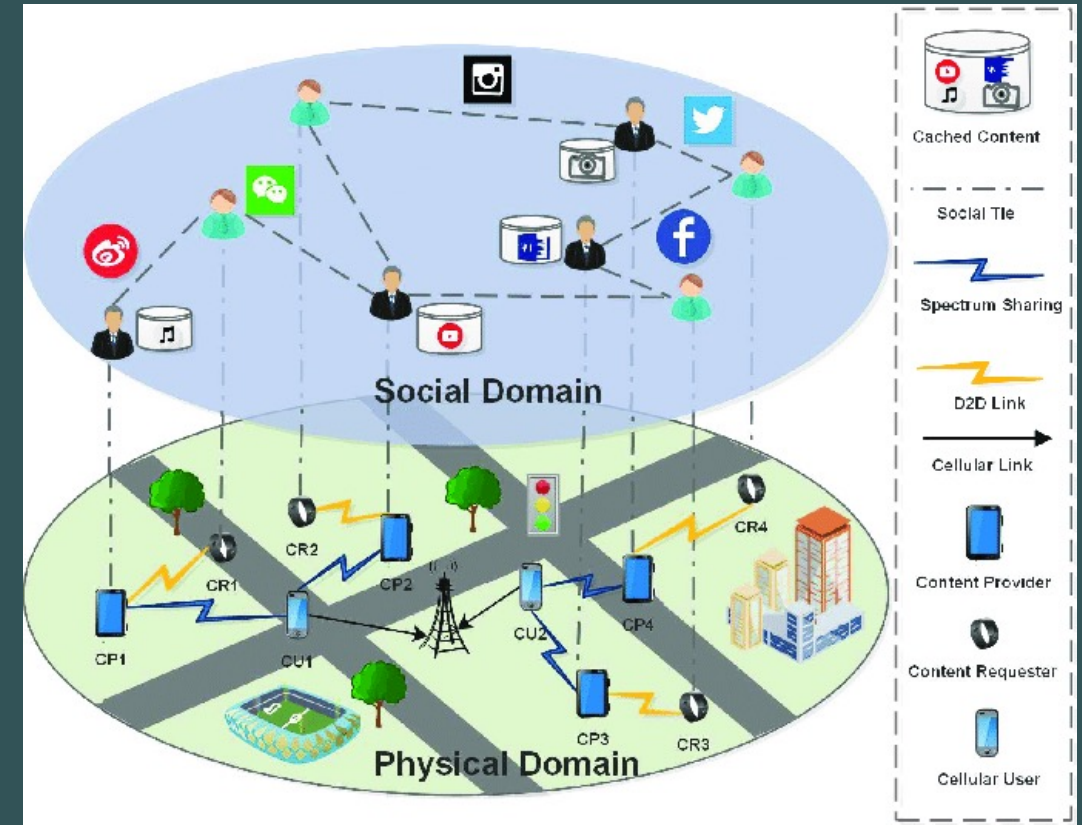 Social Domain
CR2
CR4
CR1
CP2
CP1
CU1
CU2
CP4
CP3
CR3
Physical Domain
Cached Content
Social Tie
Spectrum Sharing
D2D Link
Cellular Link
Content Provider
Content Requester
Cellular User